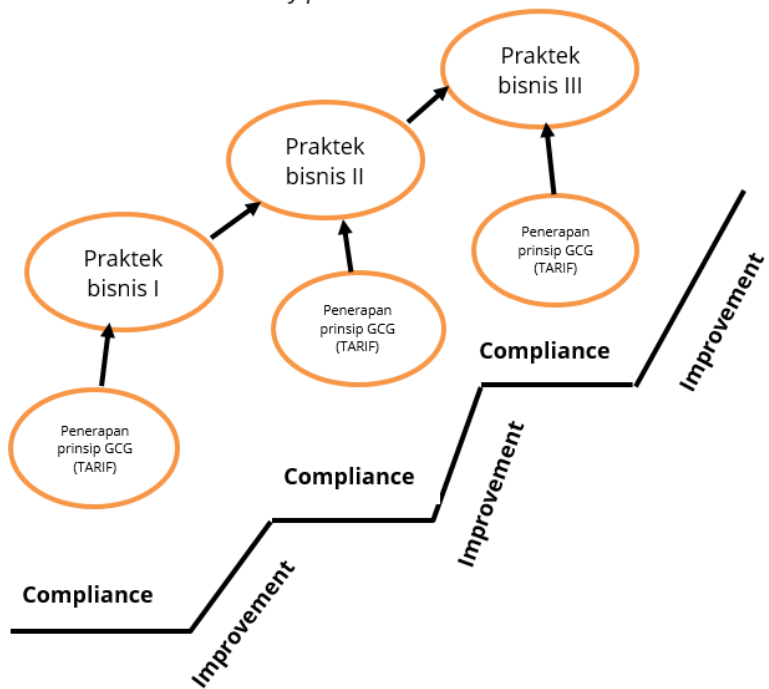 Praktek
bisnis III
Praktek
bisnis II
Penerapan
prinsip GCG
(TARIF)
Praktek
bisnis I
Penerapan
prinsip GCG
(TARIF)
Improvement
Compliance
Penerapan
prinsip GCG
(TARIF)
Improvement
Compliance
Compliance
Improvement